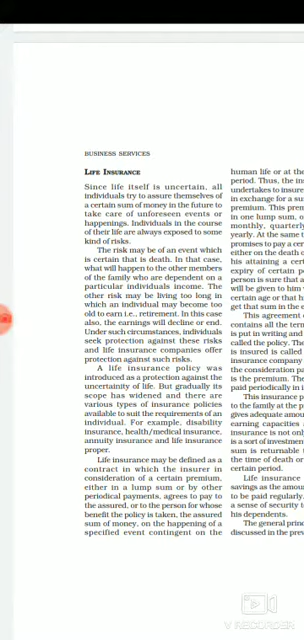 BUSINESS SERVICES
LIFE INSURANCE
Since life itself is uncertain, all
individuals try to assure themselves of
a certain sum of money in the future to
take care of unforeseen events or
happenings. Individuals in the course
of their life are always exposed to some
kind of risks.
The risk may be of an event which
is certain that is death. In that case,
what will happen to the other members
of the family who are dependent on a
particular individuals income. The
other risk may be living too long in
which an individual may become too
old to earn i.e., retirement. In this case
also, the earnings will decline or end.
Under such circumstances, individuals
seek protection against these risks
and life insurance companies offer
protection against such risks.
A life insurance policy was
introduced as a protection against the
uncertainty of life. But gradually its
scope has widened and there are
various types of insurance policies
available to suit the requirements of an
individual. For example, disability
insurance, health/medical insurance,
annuity insurance and life insurance
proper.
Life insurance may be defined as a
contract in which the insurer in
consideration of a certain premium,
either in a lump sum or by other
periodical payments, agrees to pay to
the assured, or to the person for whose
benefit the policy is taken, the assured
sum of money, on the happening of a
specified event contingent on the
human life or at the
period. Thus, the ins
undertakes to insure
in exchange for a su
premium. This prem
in one lump sum, o
monthly, quarterly
yearly. At the same t
promises to pay a cer
either on the death o
his attaining a cert
expiry of certain p
person is sure that a
will be given to him
certain age or that hi
get that sum in the e
This agreement o
contains all the term
is put in writing and
called the policy. The
is insured is called
insurance company
the consideration pa
is the premium. The
paid periodically in i
This insurance p
to the family at the pr
gives adequate amou
earning capacities a
insurance is not only
is a sort of investment
sum is returnable t
the time of death or
certain period.
Life insurance
savings as the amou
to be paid regularly.
a sense of security to
his dependents.
The general princ
discussed in the prev
V RECORDER